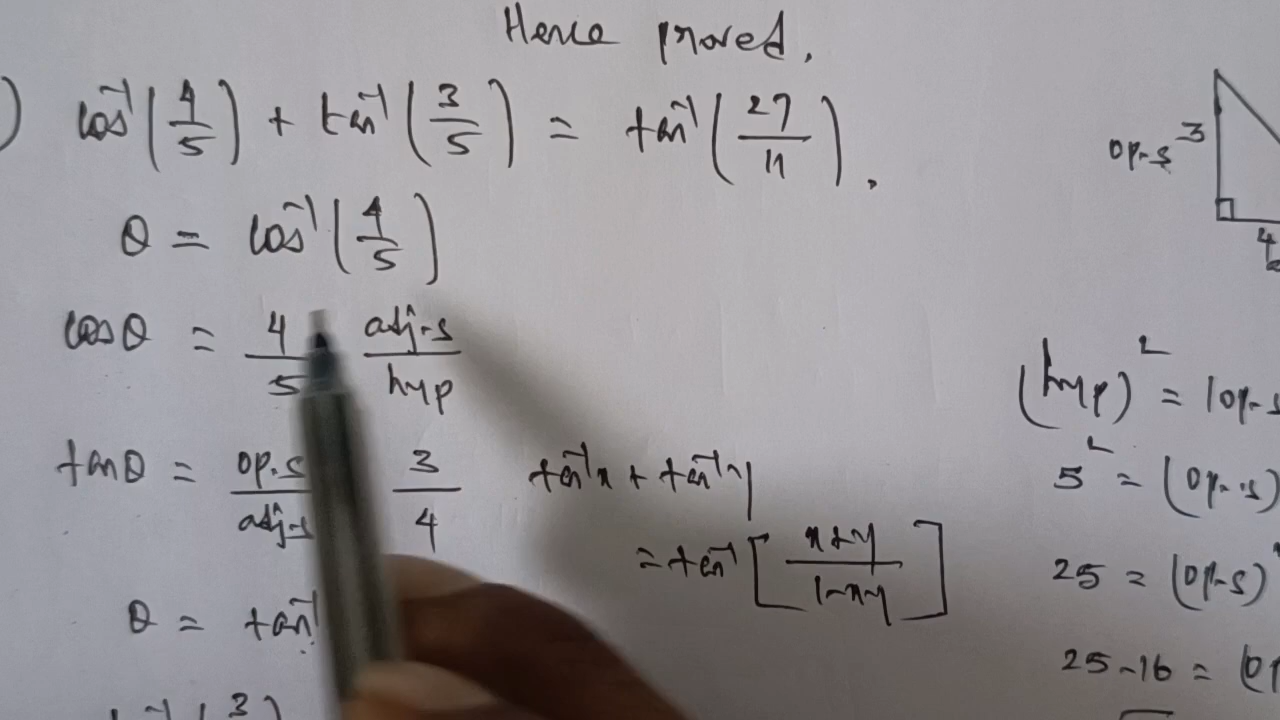 Hence proved.
) cos⁻¹(4/5) + tan⁻¹(3/5) = tan⁻¹(27/11).
θ = cos⁻¹(4/5)
cosθ = 4/5 adj-s/hyp
tanθ = op-s/adj-s 3/4
θ = tan⁻¹
tan⁻¹x + tan⁻¹y
= tan⁻¹[x+y/1-xy]
op-s 3
4
(hyp)² = (op-s
5² = (op-s)
25 = (op-s)
25-16 = (op